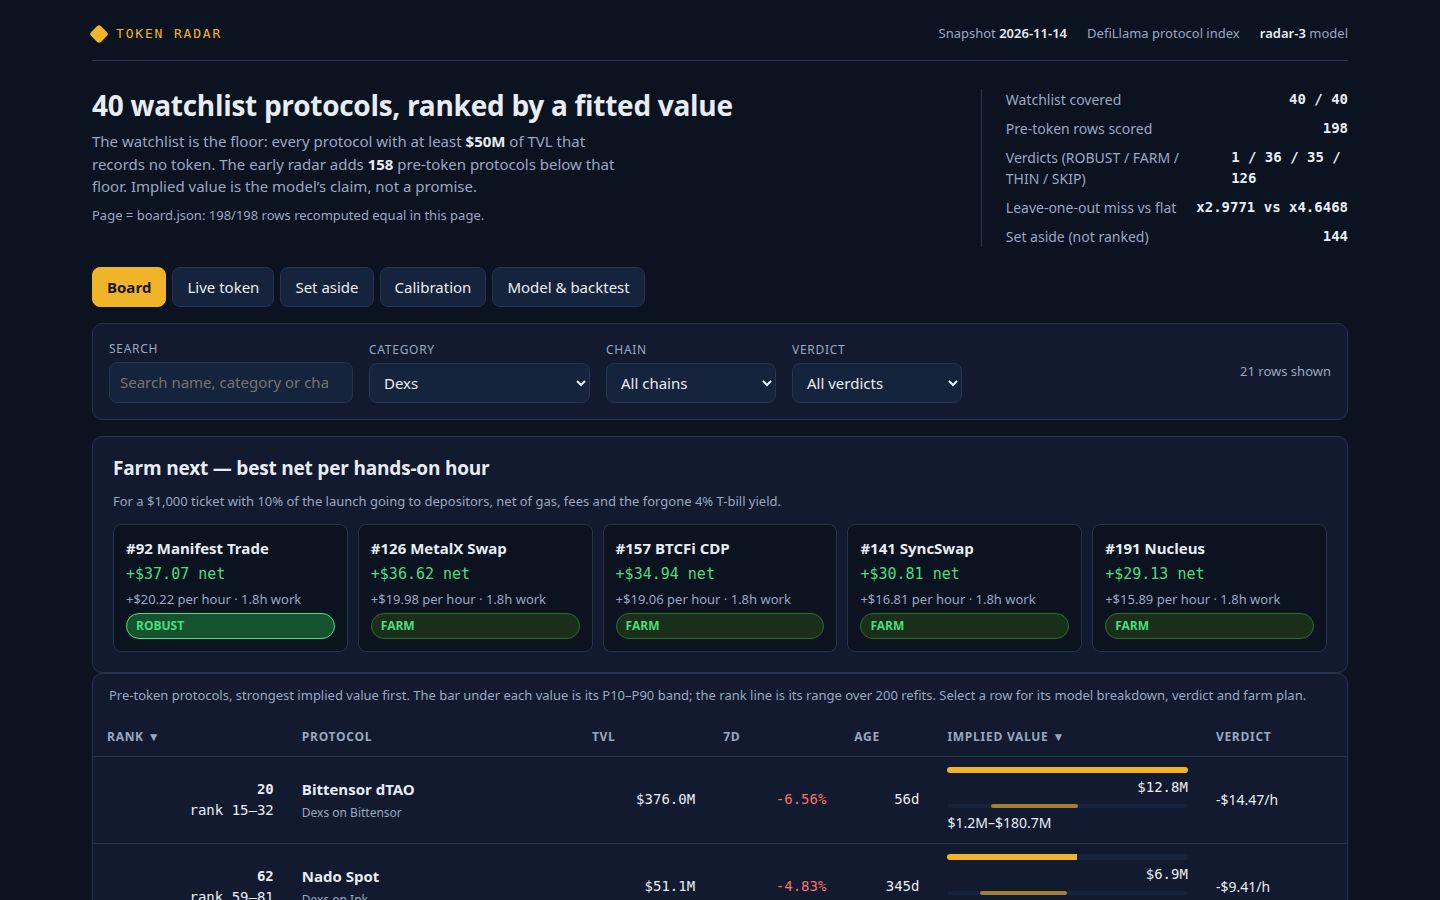 TOKEN RADAR
Snapshot 2026-11-14 DefiLlama protocol index radar-3 model
40 watchlist protocols, ranked by a fitted value
The watchlist is the floor: every protocol with at least $50M of TVL that
records no token. The early radar adds 158 pre-token protocols below that
floor. Implied value is the model’s claim, not a promise.
Page = board.json: 198/198 rows recomputed equal in this page.
Watchlist covered 40 / 40
Pre-token rows scored 198
Verdicts (ROBUST / FARM / THIN / SKIP) 1 / 36 / 35 / 126
Leave-one-out miss vs flat x2.9771 vs x4.6468
Set aside (not ranked) 144
Board Live token Set aside Calibration Model & backtest
SEARCH CATEGORY CHAIN VERDICT
Search name, category or cha Dexs All chains All verdicts
21 rows shown
Farm next — best net per hands-on hour
For a $1,000 ticket with 10% of the launch going to depositors, net of gas, fees and the forgone 4% T-bill yield.
#92 Manifest Trade
+$37.07 net
+$20.22 per hour · 1.8h work
ROBUST
#126 MetalX Swap
+$36.62 net
+$19.98 per hour · 1.8h work
FARM
#157 BTCFi CDP
+$34.94 net
+$19.06 per hour · 1.8h work
FARM
#141 SyncSwap
+$30.81 net
+$16.81 per hour · 1.8h work
FARM
#191 Nucleus
+$29.13 net
+$15.89 per hour · 1.8h work
FARM
Pre-token protocols, strongest implied value first. The bar under each value is its P10–P90 band; the rank line is its range over 200 refits. Select a row for its model breakdown, verdict and farm plan.
RANK ▼ PROTOCOL TVL 7D AGE IMPLIED VALUE ▼ VERDICT
20
rank 15–32
Bittensor dTAO
Dexs on Bittensor
$376.0M -6.56% 56d
$12.8M
$1.2M–$180.7M
-$14.47/h
62
rank 59–81
Nado Spot
Dexs on Ink
$51.1M -4.83% 345d
$6.9M
-$9.41/h